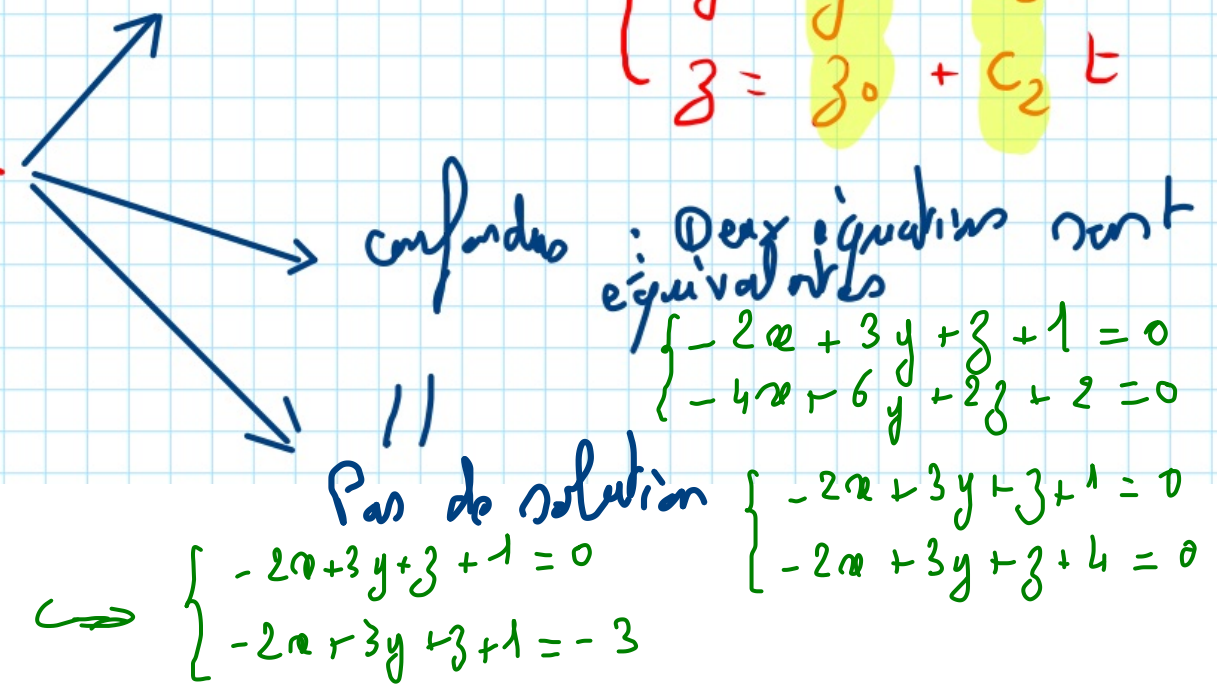 z = z₀ + c₂ t
confondus : Deux équations sont
équivalentes
{ - 2x + 3y + z + 1 = 0
- 4x + 6y + 2z + 2 = 0
//
Pas de solution
{ - 2x + 3y + z + 1 = 0
- 2x + 3y + z + 4 = 0
↪ { - 2x + 3y + z + 1 = 0
- 2x + 3y + z + 1 = - 3